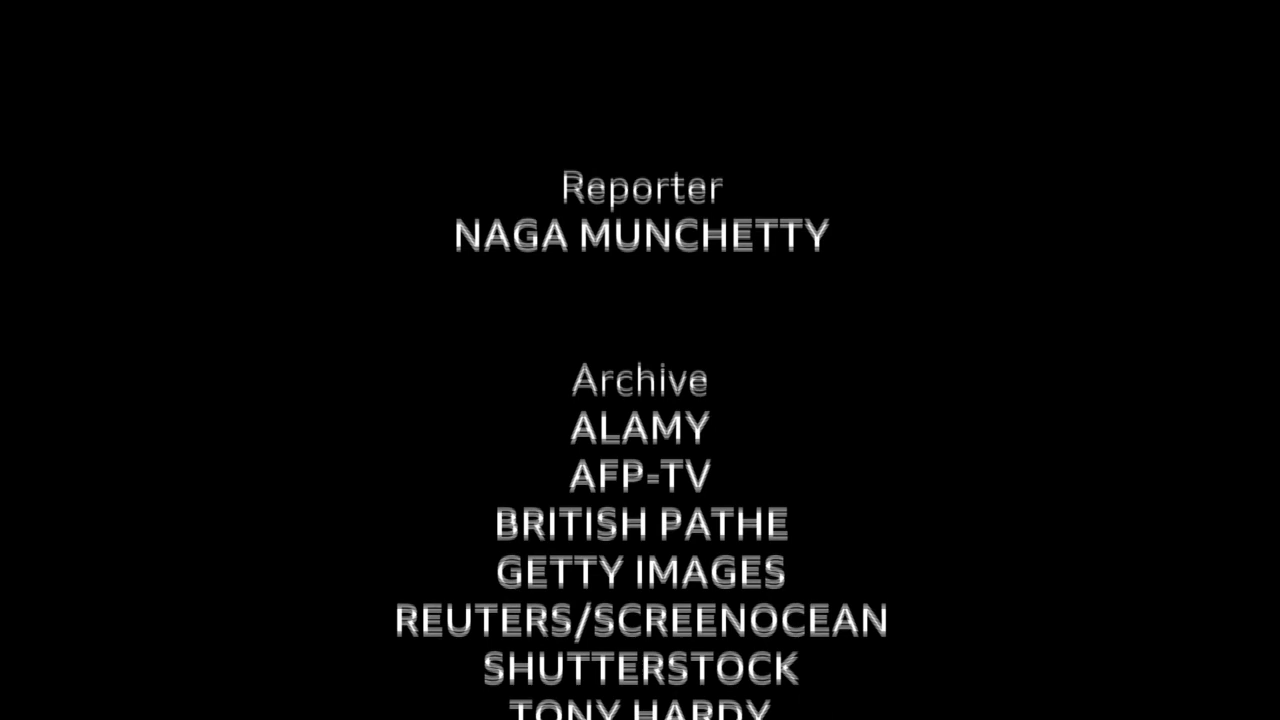 Reporter
NAGA MUNCHETTY
Archive
ALAMY
AFP-TV
BRITISH PATHE
GETTY IMAGES
REUTERS/SCREENOCEAN
SHUTTERSTOCK
TONY HARDY